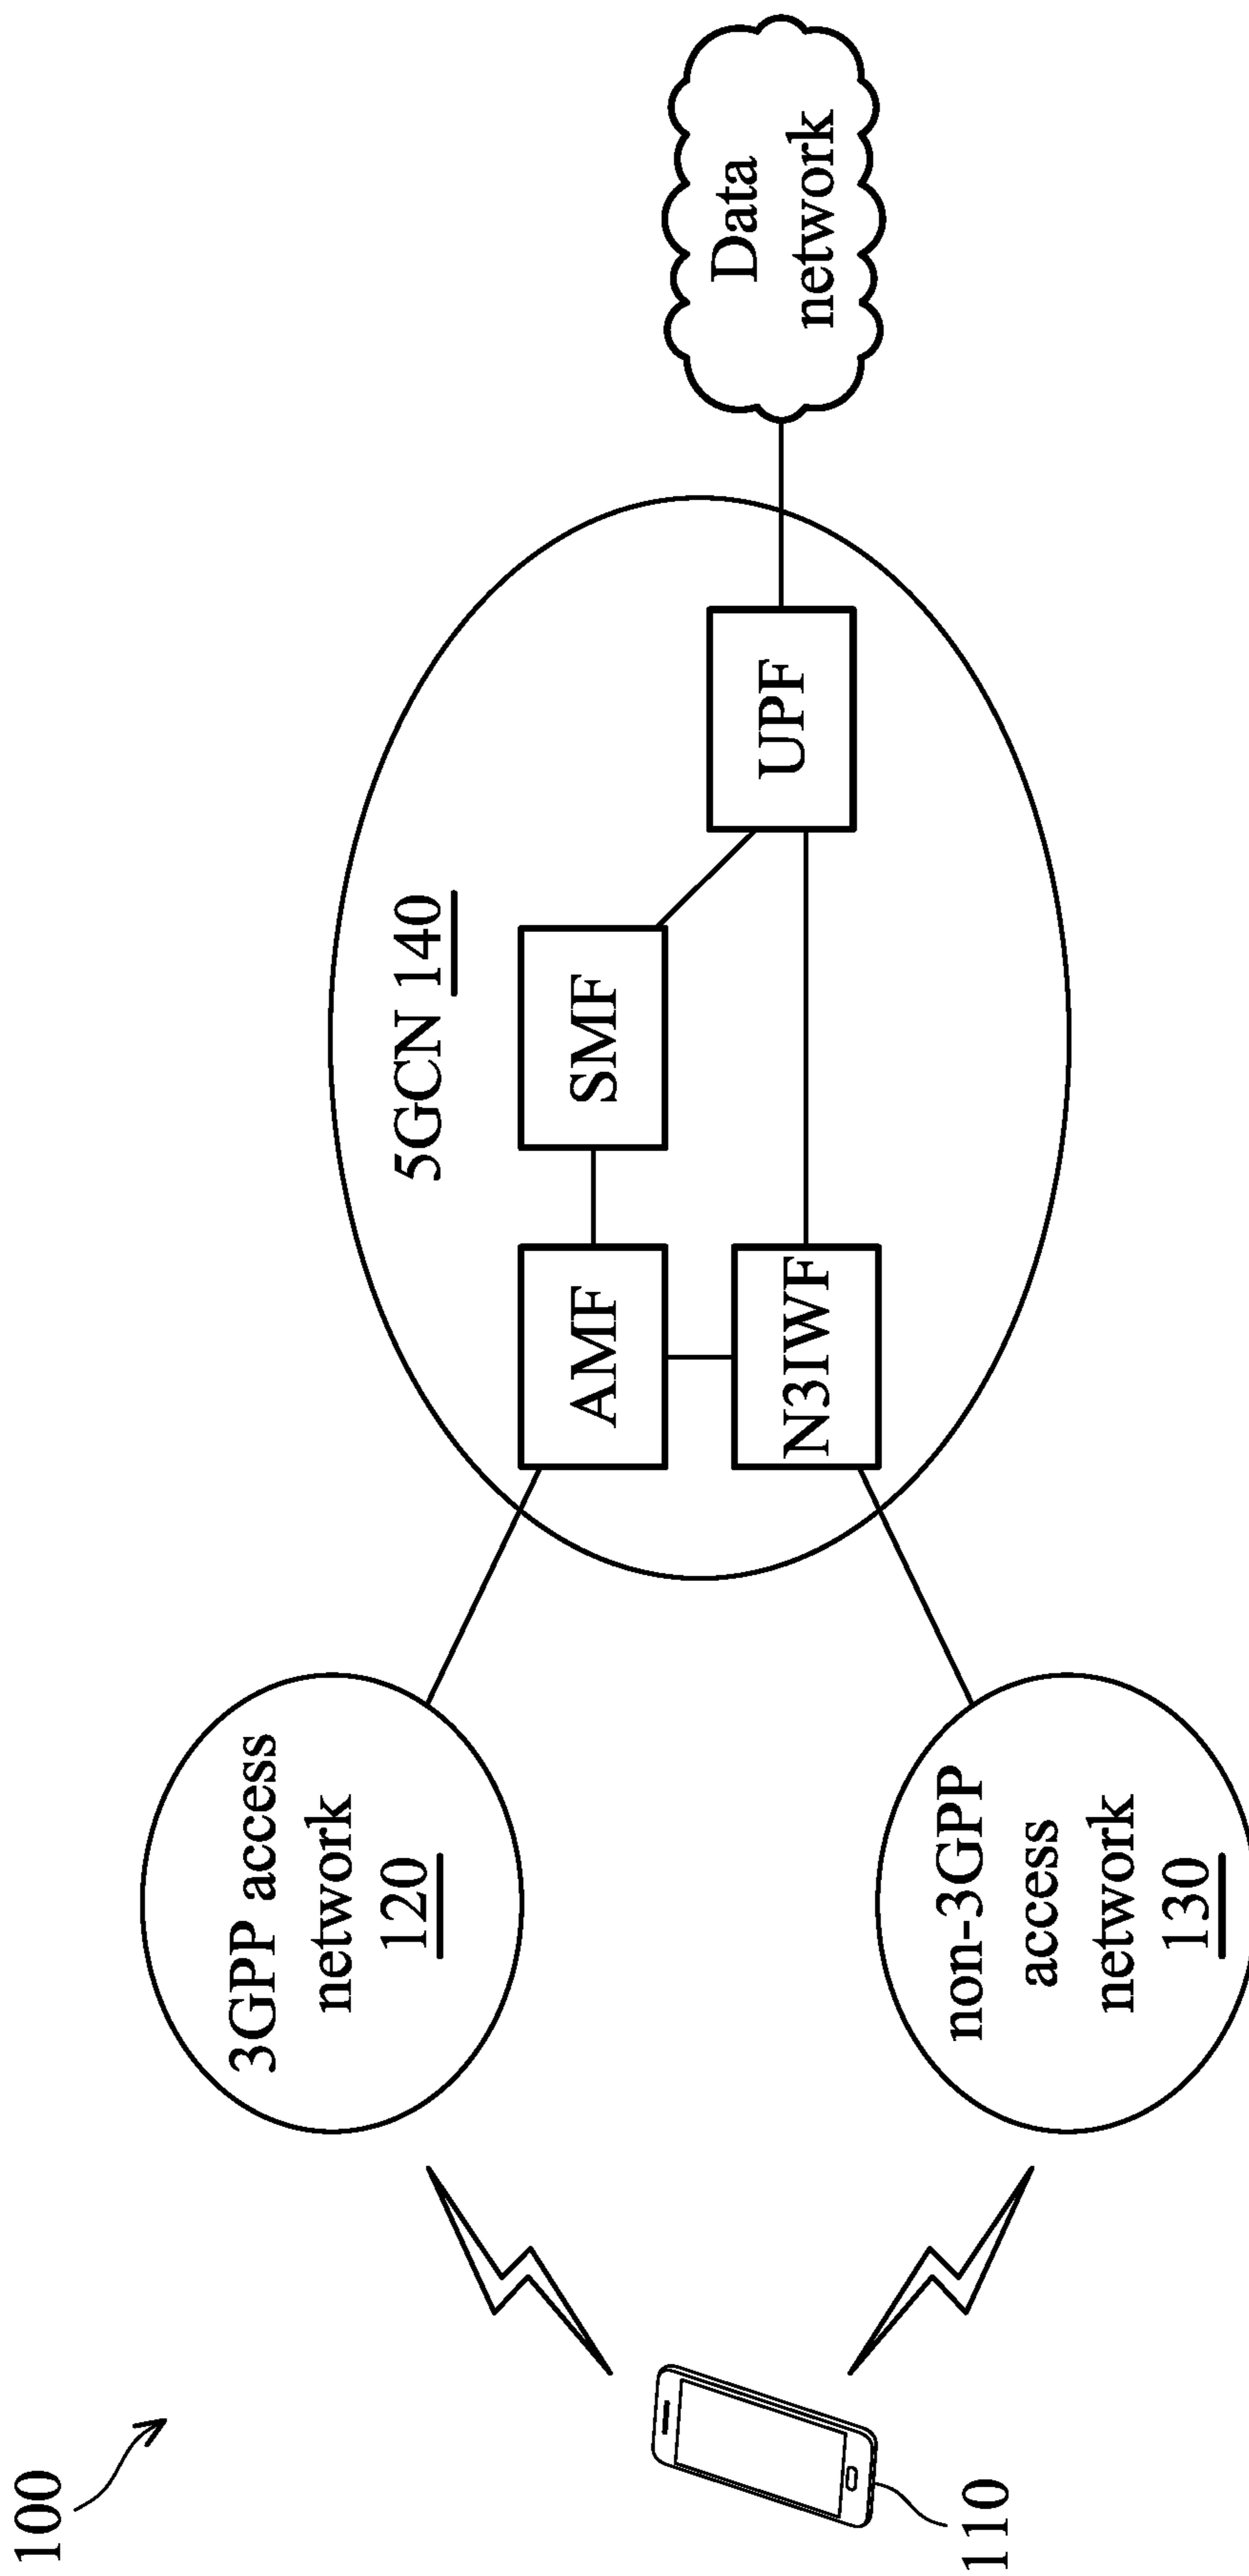 100
110
3GPP access
network
120
non-3GPP
access
network
130
5GCN 140
AMF
SMF
N3IWF
UPF
Data
network